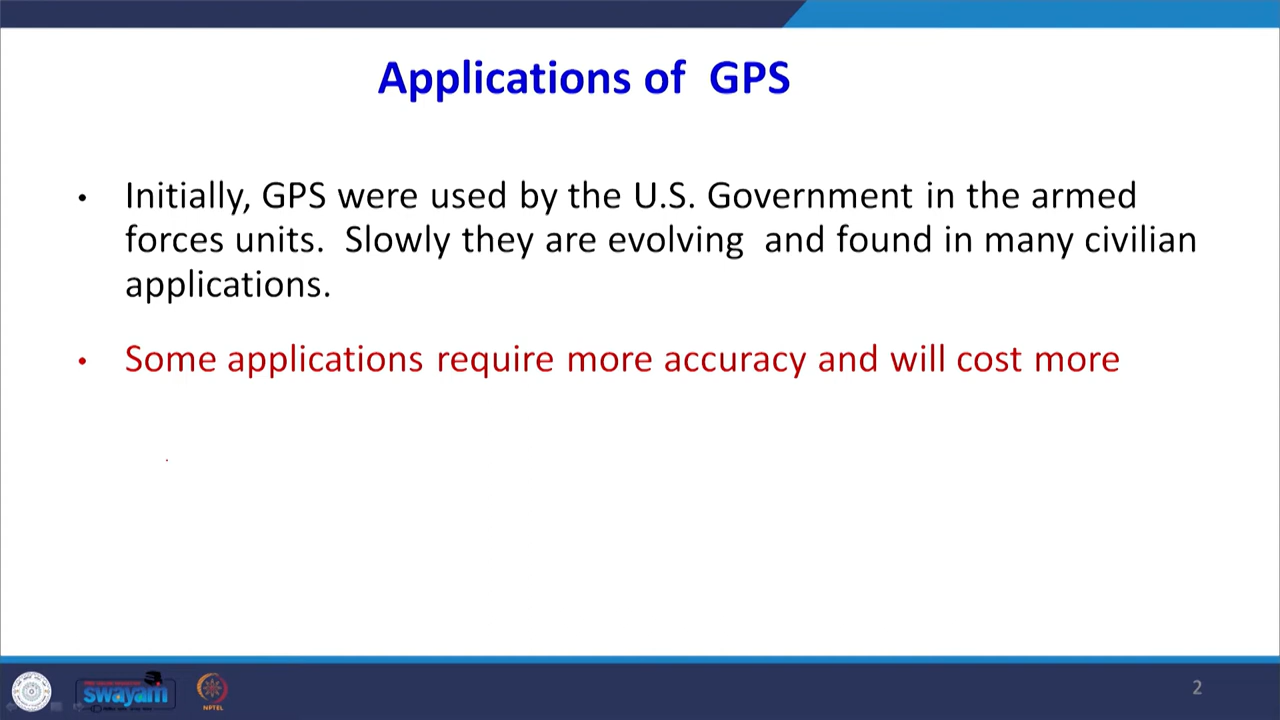 Applications of GPS
• Initially, GPS were used by the U.S. Government in the armed
forces units. Slowly they are evolving and found in many civilian
applications.
• Some applications require more accuracy and will cost more
swayam
NPTEL
2